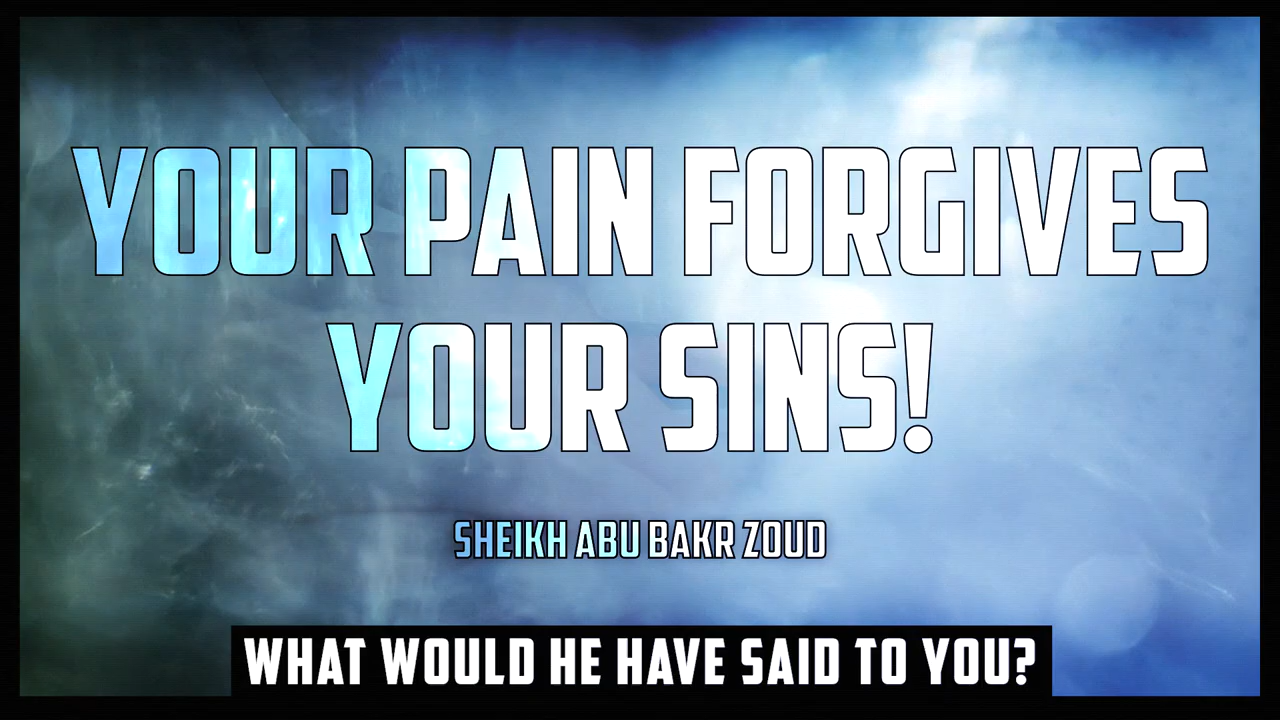 YOUR PAIN FORGIVES
YOUR SINS!
SHEIKH ABU BAKR ZOUD
WHAT WOULD HE HAVE SAID TO YOU?